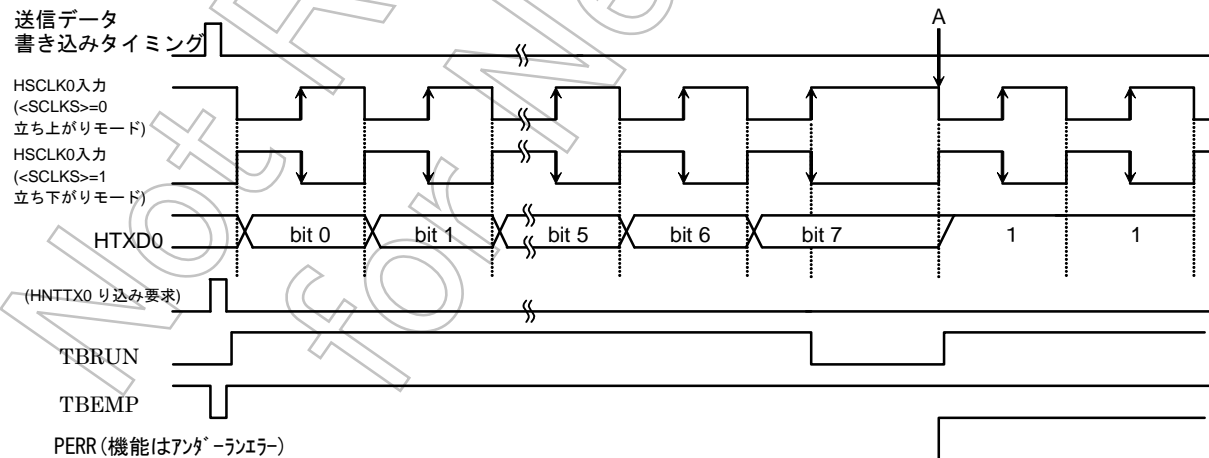 送信データ
書き込みタイミング
A
HSCLK0入力
(<SCLKS>=0
立ち上がりモード)
HSCLK0入力
(<SCLKS>=1
立ち下がりモード)
HTXD0 bit 0 bit 1 bit 5 bit 6 bit 7 1 1
(HNTTX0 り込み要求)
TBRUN
TBEMP
PERR (機能はｱﾝﾀﾞｰﾗﾝｴﾗｰ)